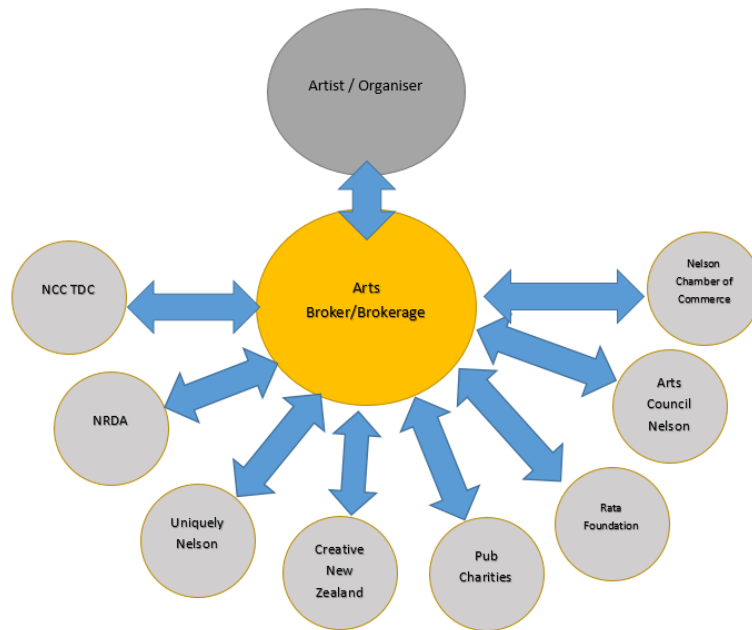 Artist / Organiser
Arts
Broker/Brokerage
NCC TDC
NRDA
Uniquely
Nelson
Creative
New
Zealand
Pub
Charities
Rata
Foundation
Arts
Council
Nelson
Nelson
Chamber of
Commerce